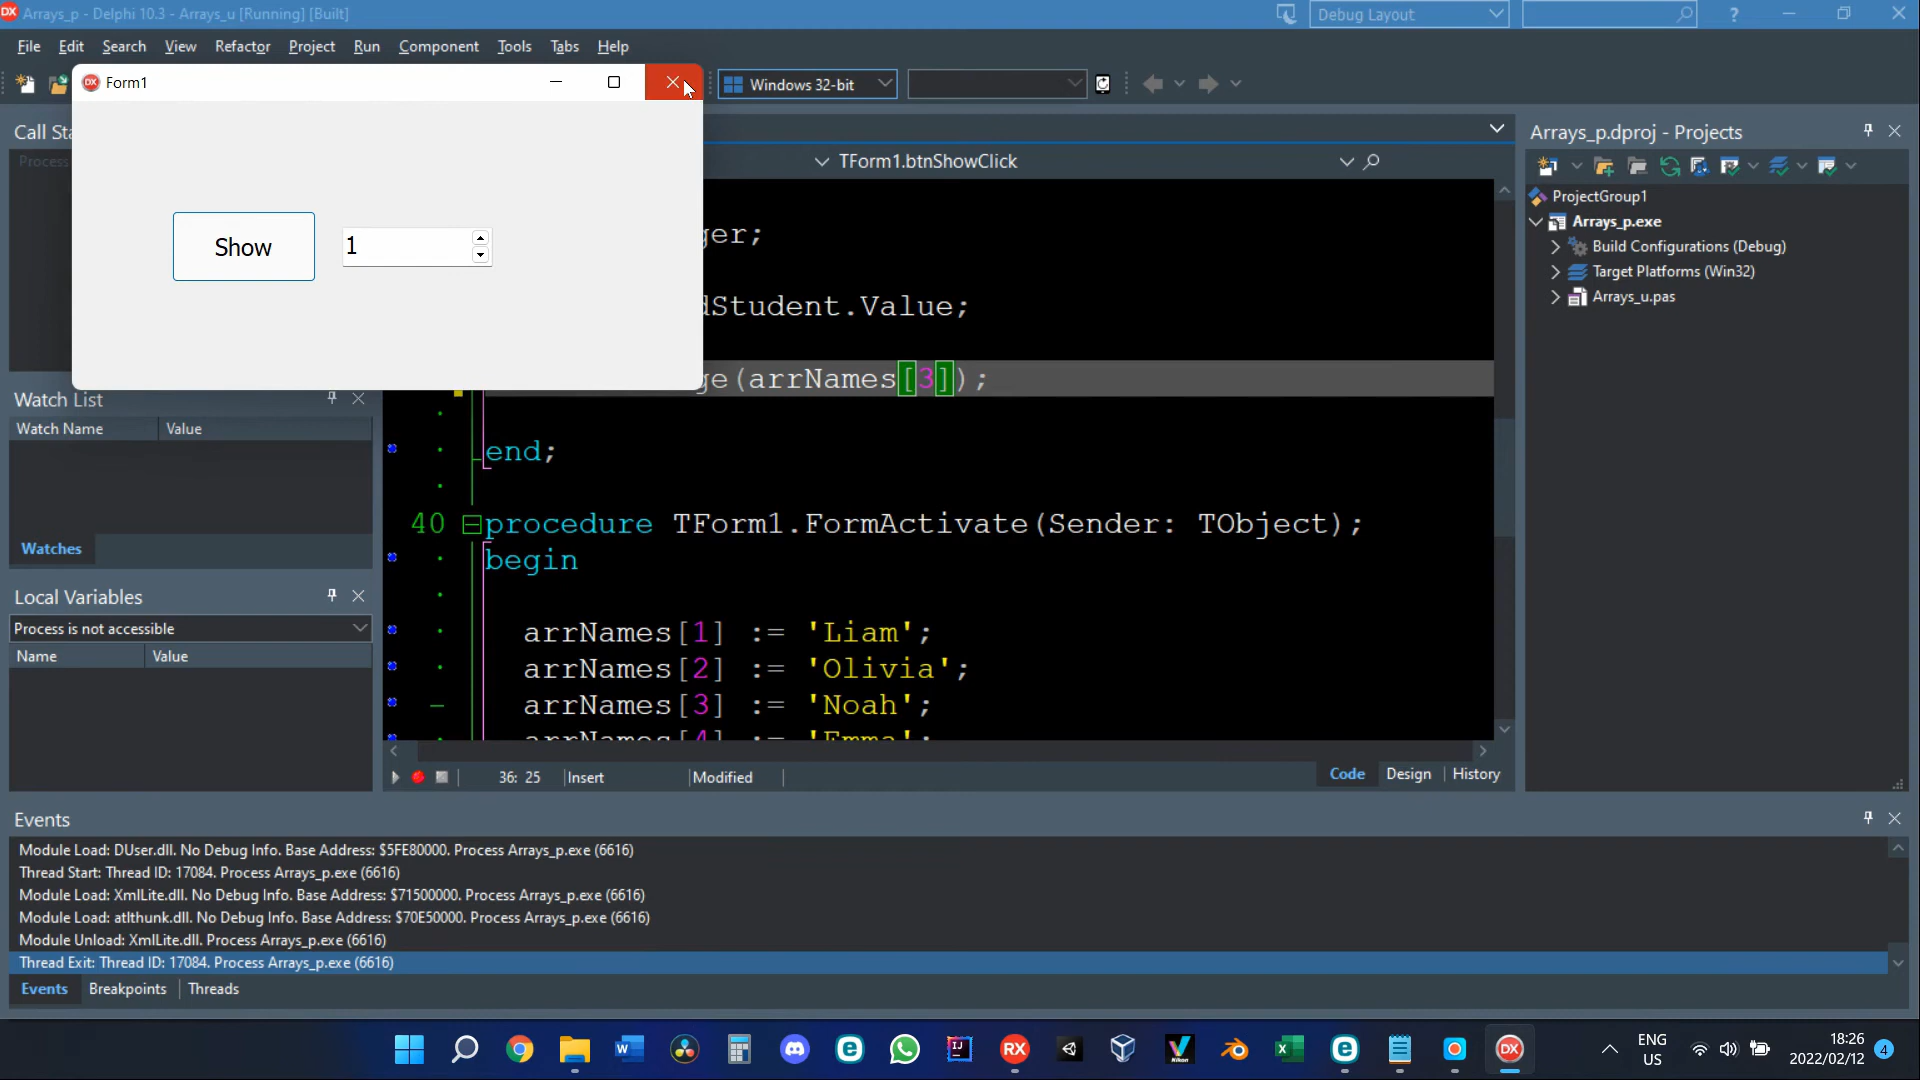 Arrays_p - Delphi 10.3 - Arrays_u [Running] [Built]
Debug Layout
File Edit Search View Refactor Project Run Component Tools Tabs Help
Form1
Windows 32-bit
Call Sta
Process
TForm1.btnShowClick
Show
1
ger;
dStudent.Value;
ge(arrNames[3]);
end;
40 procedure TForm1.FormActivate(Sender: TObject);
begin
arrNames[1] := 'Liam';
arrNames[2] := 'Olivia';
arrNames[3] := 'Noah';
arrNames[4] := 'Emma';
36: 25 Insert Modified
Code Design History
Watch List
Watch Name Value
Watches
Local Variables
Process is not accessible
Name Value
Arrays_p.dproj - Projects
ProjectGroup1
Arrays_p.exe
Build Configurations (Debug)
Target Platforms (Win32)
Arrays_u.pas
Events
Module Load: DUser.dll. No Debug Info. Base Address: $5FE80000. Process Arrays_p.exe (6616)
Thread Start: Thread ID: 17084. Process Arrays_p.exe (6616)
Module Load: XmlLite.dll. No Debug Info. Base Address: $71500000. Process Arrays_p.exe (6616)
Module Load: atlthunk.dll. No Debug Info. Base Address: $70E50000. Process Arrays_p.exe (6616)
Module Unload: XmlLite.dll. Process Arrays_p.exe (6616)
Thread Exit: Thread ID: 17084. Process Arrays_p.exe (6616)
Events Breakpoints Threads
ENG
US
18:26
2022/02/12
4